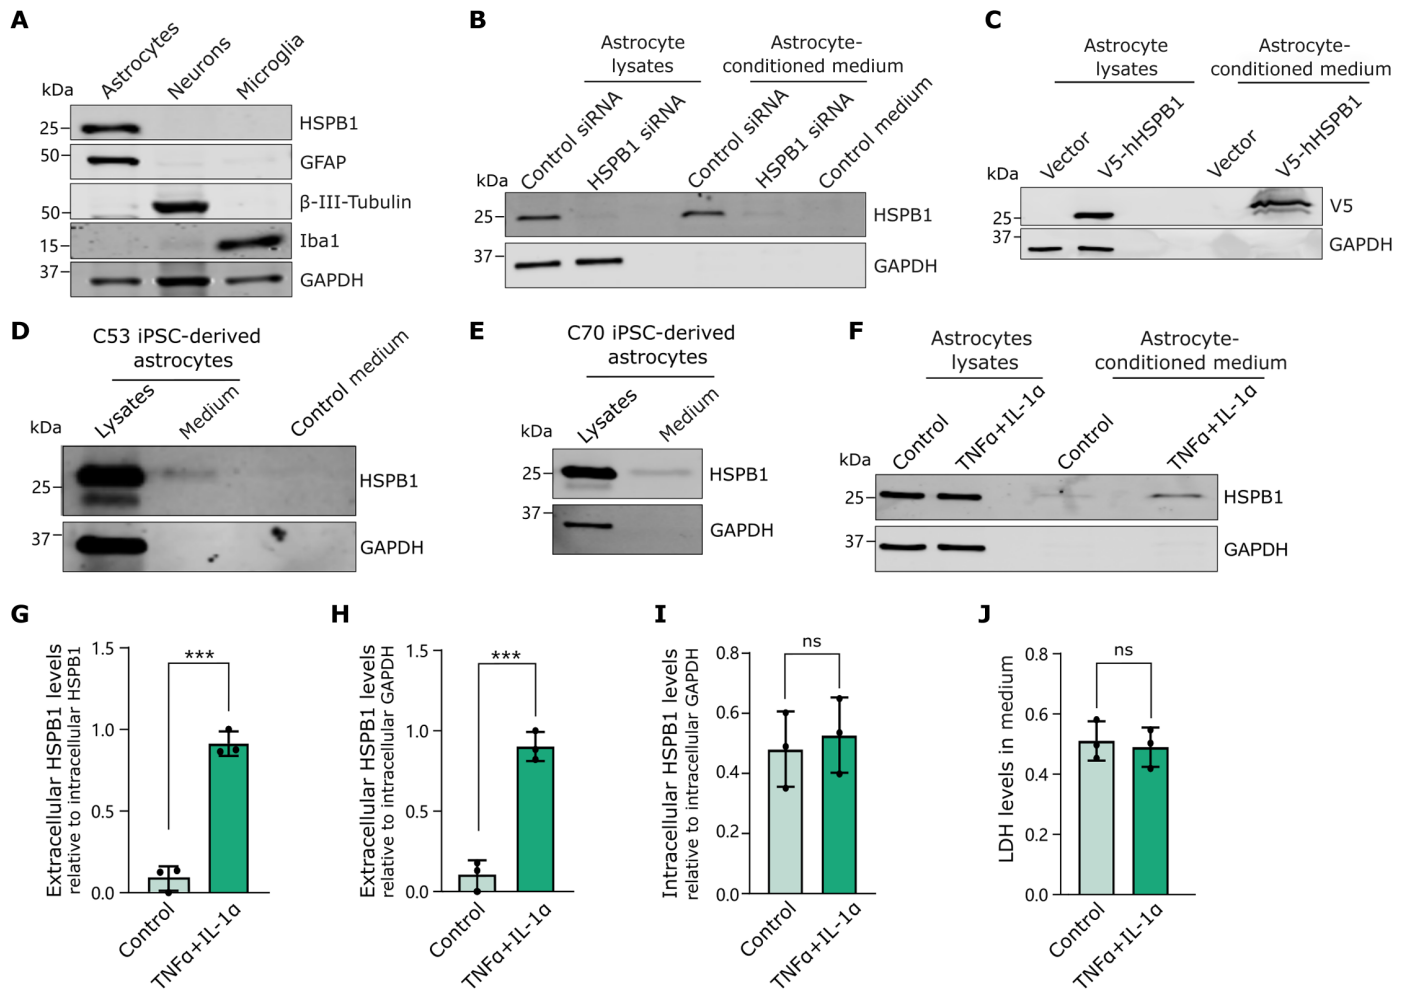 A
Astrocytes
Neurons
Microglia
kDa
25
HSPB1
50
GFAP
50
β-III-Tubulin
15
Iba1
37
GAPDH
B
Astrocyte
lysates
Astrocyte-
conditioned medium
Control siRNA
HSPB1 siRNA
Control siRNA
HSPB1 siRNA
Control medium
kDa
25
HSPB1
37
GAPDH
C
Astrocyte
lysates
Astrocyte-
conditioned medium
Vector
V5-hHSPB1
Vector
V5-hHSPB1
kDa
25
V5
37
GAPDH
D
C53 iPSC-derived
astrocytes
Lysates
Medium
Control medium
kDa
25
HSPB1
37
GAPDH
E
C70 iPSC-derived
astrocytes
Lysates
Medium
kDa
25
HSPB1
37
GAPDH
F
Astrocytes
lysates
Astrocyte-
conditioned medium
Control
TNFα+IL-1α
Control
TNFα+IL-1α
kDa
25
HSPB1
37
GAPDH
G
Extracellular HSPB1 levels
relative to intracellular HSPB1
1.5
1.0
0.5
0.0
***
Control
TNFα+IL-1α
H
Extracellular HSPB1 levels
relative to intracellular GAPDH
1.5
1.0
0.5
0.0
***
Control
TNFα+IL-1α
I
Intracellular HSPB1 levels
relative to intracellular GAPDH
0.8
0.6
0.4
0.2
0.0
ns
Control
TNFα+IL-1α
J
LDH levels in medium
0.8
0.6
0.4
0.2
0.0
ns
Control
TNFα+IL-1α